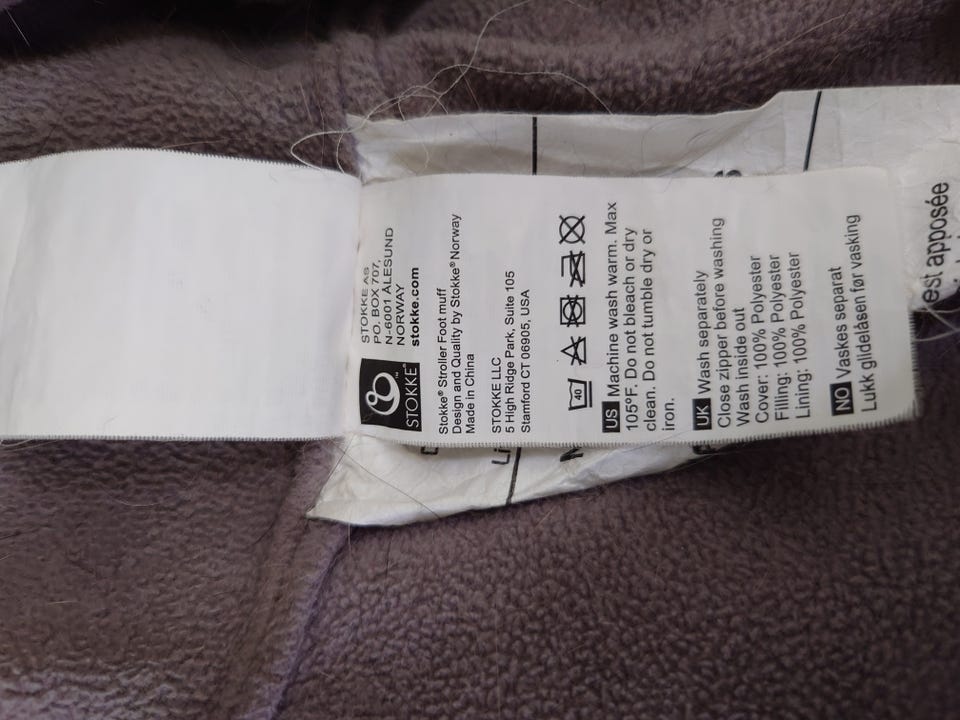 STOKKE™
STOKKE AS
PO. BOX 707,
N-6001 ÅLESUND
NORWAY
stokke.com
Stokke® Stroller Foot muff
Design and Quality by Stokke® Norway
Made in China
STOKKE LLC
5 High Ridge Park, Suite 105
Stamford CT 06905, USA
40
US Machine wash warm. Max
105°F. Do not bleach or dry
clean. Do not tumble dry or
iron.
UK Wash separately
Close zipper before washing
Wash inside out
Cover: 100% Polyester
Filling: 100% Polyester
Lining: 100% Polyester
NO Vaskes separat
Lukk glidelåsen før vasking
est apposée